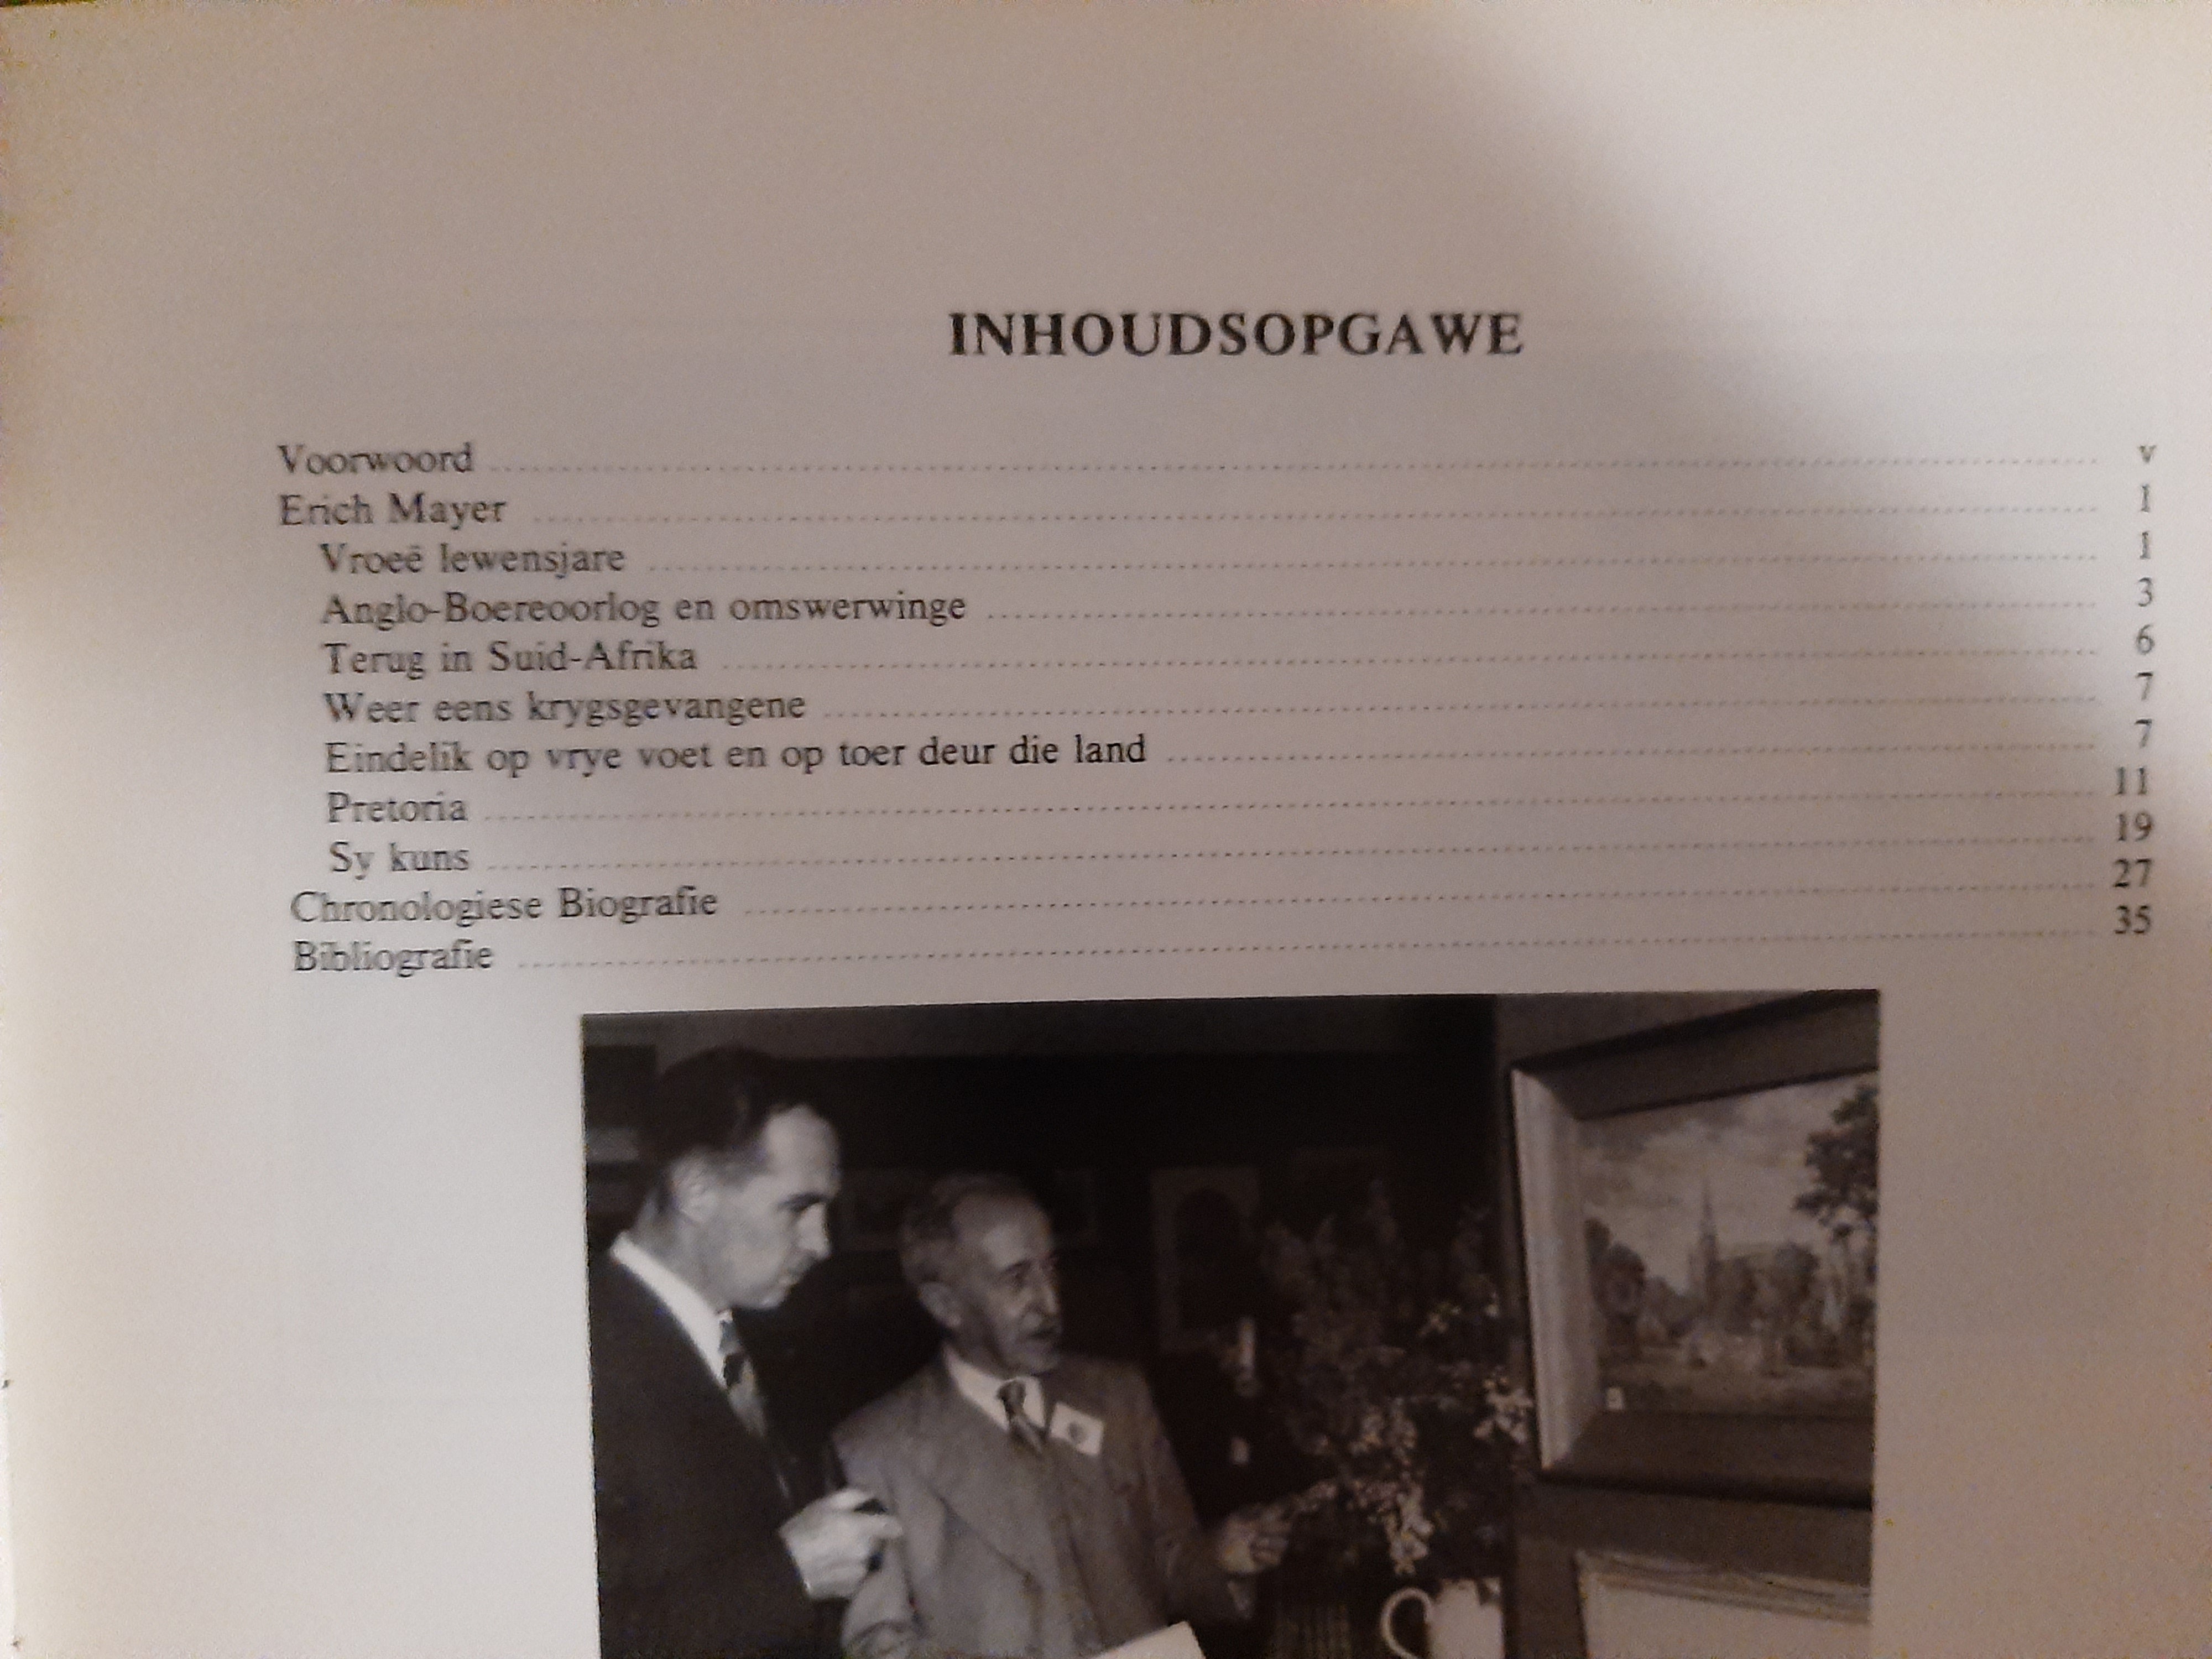 INHOUDSOPGAWE
Voorwoord ........ v
Erich Mayer ........ 1
Vroeë lewensjare ........ 1
Anglo-Boereoorlog en omswerwinge ........ 3
Terug in Suid-Afrika ........ 6
Weer eens krygsgevangene ........ 7
Eindelik op vrye voet en op toer deur die land ........ 7
Pretoria ........ 11
Sy kuns ........ 19
Chronologiese Biografie ........ 27
Bibliografie ........ 35